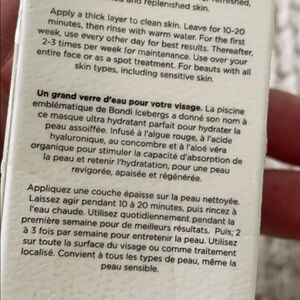 and replenished skin.
Apply a thick layer to clean skin. Leave for 10-20
minutes, then rinse with warm water. For the first
week, use every other day for best results. Thereafter,
2-3 times per week for maintenance. Use over your
entire face or as a spot treatment. For beauts with all
skin types, including sensitive skin.
Un grand verre d'eau pour votre visage. La piscine
emblématique de Bondi Icebergs a donné son nom à
ce masque ultra hydratant parfait pour hydrater la
peau assoiffée. Infusé à l'algue rouge, à l'acide
hyaluronique, au concombre et à l'aloé véra
organique pour stimuler la capacité d'absorption de
la peau et retenir l'hydratation, pour une peau
revigorée, apaisée et régénérée.
Appliquez une couche épaisse sur la peau nettoyée.
Laissez agir pendant 10 à 20 minutes, puis rincez à
l'eau chaude. Utilisez quotidiennement pendant la
première semaine pour de meilleurs résultats. Puis; 2
à 3 fois par semaine pour entretenir la peau. Utilisez
sur toute la surface du visage ou comme traitement
localisé. Convient à tous les types de peau, même la
peau sensible.